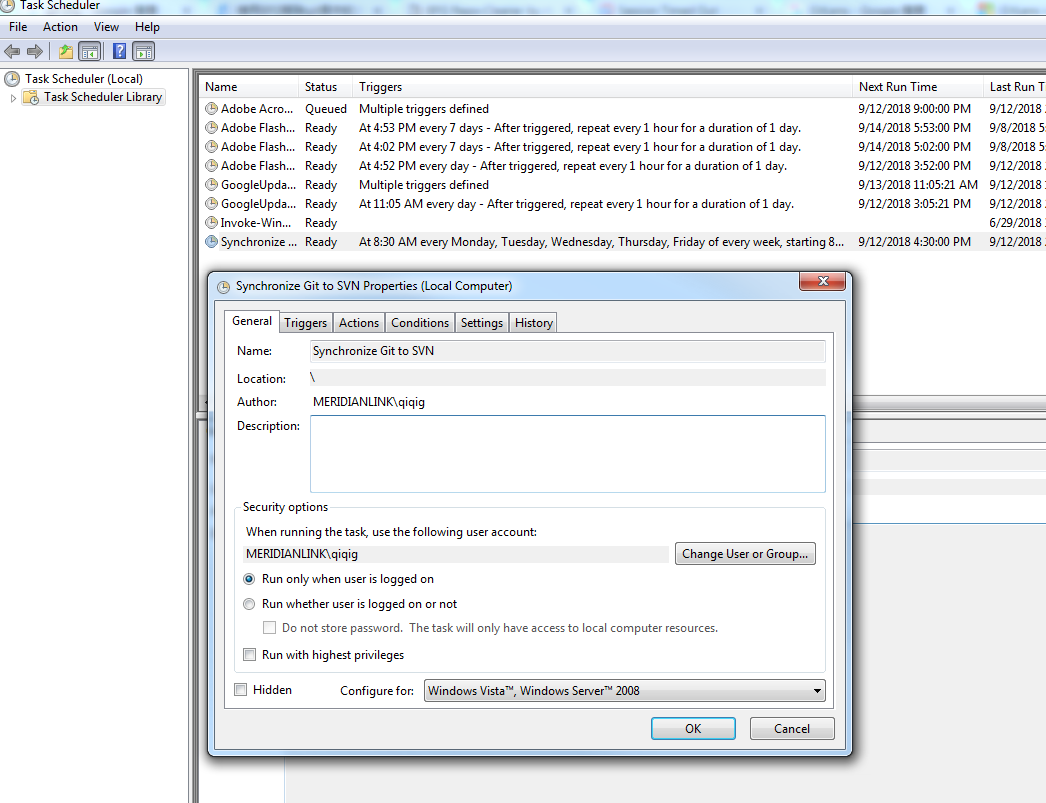 Task Scheduler
File Action View Help
Task Scheduler (Local)
Task Scheduler Library
Name Status Triggers Next Run Time Last Run T
Adobe Acro... Queued Multiple triggers defined 9/12/2018 9:00:00 PM 9/12/2018
Adobe Flash... Ready At 4:53 PM every 7 days - After triggered, repeat every 1 hour for a duration of 1 day. 9/14/2018 5:53:00 PM 9/8/2018 5:
Adobe Flash... Ready At 4:02 PM every 7 days - After triggered, repeat every 1 hour for a duration of 1 day. 9/14/2018 5:02:00 PM 9/8/2018 5:
Adobe Flash... Ready At 4:52 PM every day - After triggered, repeat every 1 hour for a duration of 1 day. 9/12/2018 3:52:00 PM 9/12/2018
GoogleUpda... Ready Multiple triggers defined 9/13/2018 11:05:21 AM 9/12/2018
GoogleUpda... Ready At 11:05 AM every day - After triggered, repeat every 1 hour for a duration of 1 day. 9/12/2018 3:05:21 PM 9/12/2018
Invoke-Win... Ready 6/29/2018
Synchronize ... Ready At 8:30 AM every Monday, Tuesday, Wednesday, Thursday, Friday of every week, starting 8... 9/12/2018 4:30:00 PM 9/12/2018
Synchronize Git to SVN Properties (Local Computer)
General Triggers Actions Conditions Settings History
Name: Synchronize Git to SVN
Location: \
Author: MERIDIANLINK\qiqig
Description:
Security options
When running the task, use the following user account:
MERIDIANLINK\qiqig Change User or Group...
Run only when user is logged on
Run whether user is logged on or not
Do not store password. The task will only have access to local computer resources.
Run with highest privileges
Hidden Configure for: Windows Vista™, Windows Server™ 2008
OK Cancel